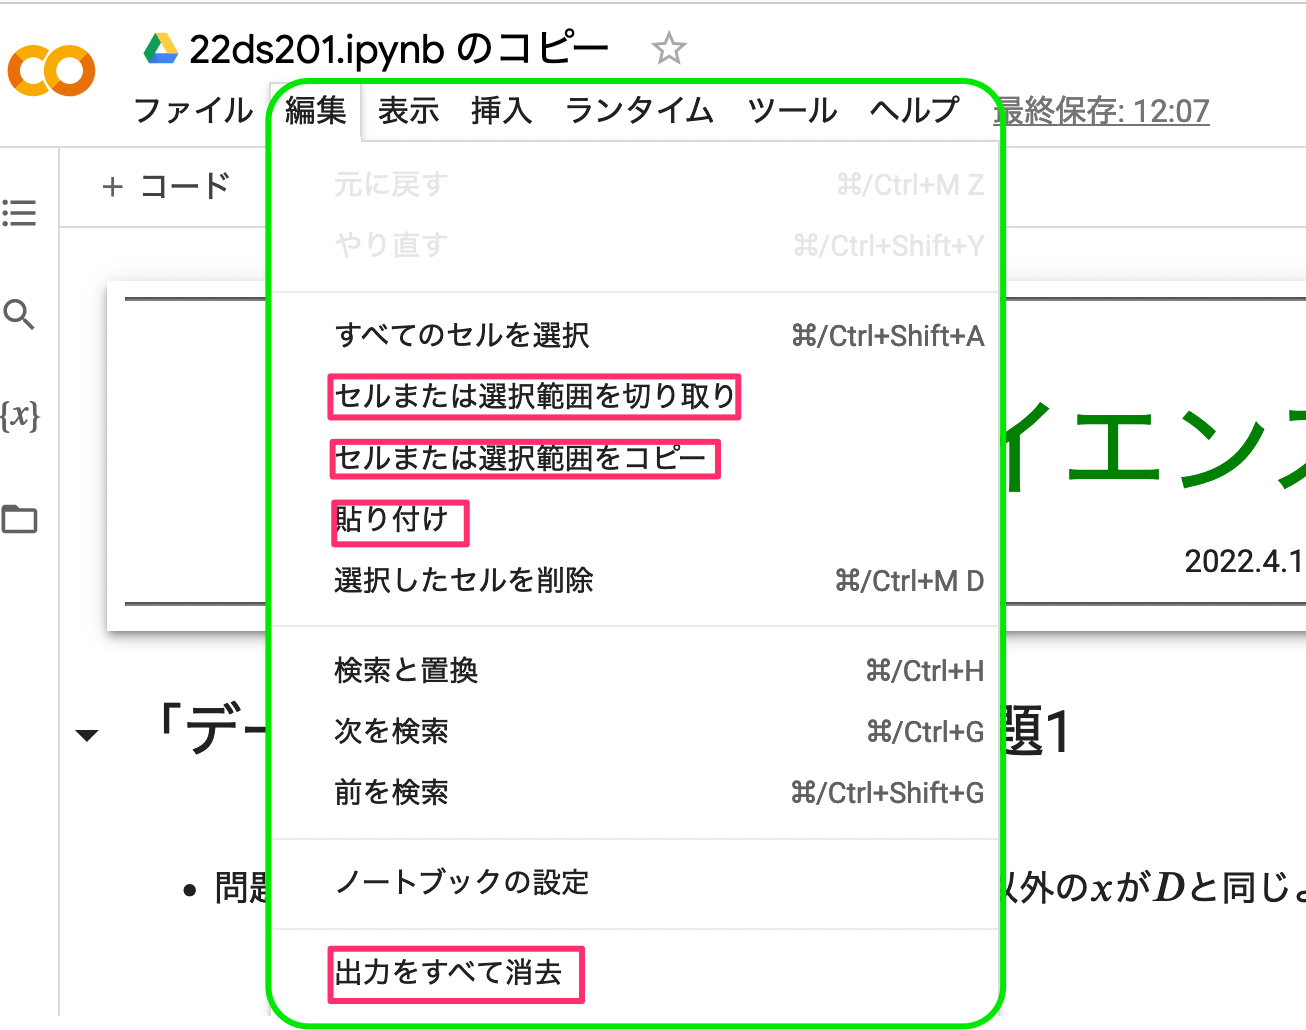 22ds201.ipynb のコピー
ファイル 編集 表示 挿入 ランタイム ツール ヘルプ 最終保存: 12:07
+ コード
元に戻す ⌘/Ctrl+M Z
やり直す ⌘/Ctrl+Shift+Y
すべてのセルを選択 ⌘/Ctrl+Shift+A
セルまたは選択範囲を切り取り
{x}
イエンス
セルまたは選択範囲をコピー
貼り付け
2022.4.1
選択したセルを削除 ⌘/Ctrl+M D
検索と置換 ⌘/Ctrl+H
「デー 題1
次を検索 ⌘/Ctrl+G
前を検索 ⌘/Ctrl+Shift+G
ノートブックの設定
• 問題 以外のxがDと同じよ
出力をすべて消去